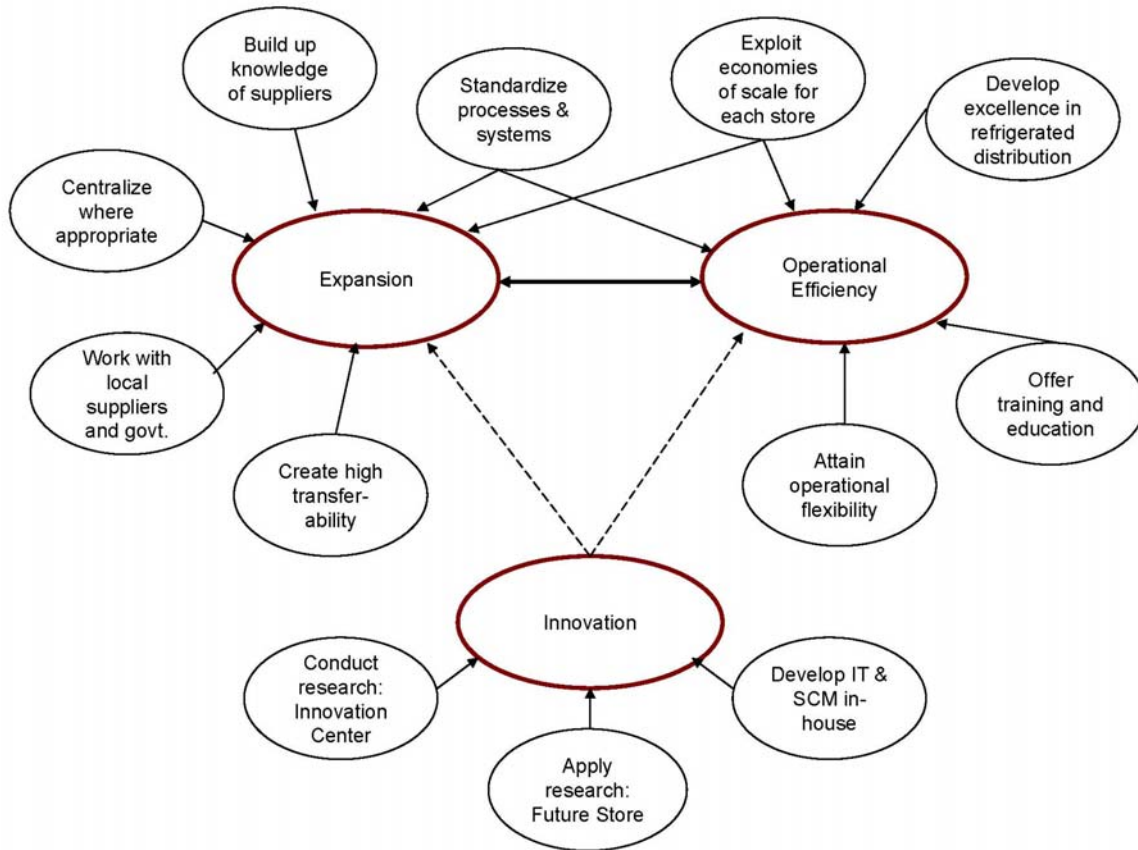 Build up
knowledge
of suppliers
Standardize
processes &
systems
Exploit
economies
of scale for
each store
Develop
excellence in
refrigerated
distribution
Centralize
where
appropriate
Expansion
Operational
Efficiency
Work with
local
suppliers
and govt.
Create high
transfer-
ability
Attain
operational
flexibility
Offer
training and
education
Innovation
Conduct
research:
Innovation
Center
Apply
research:
Future Store
Develop IT &
SCM in-
house